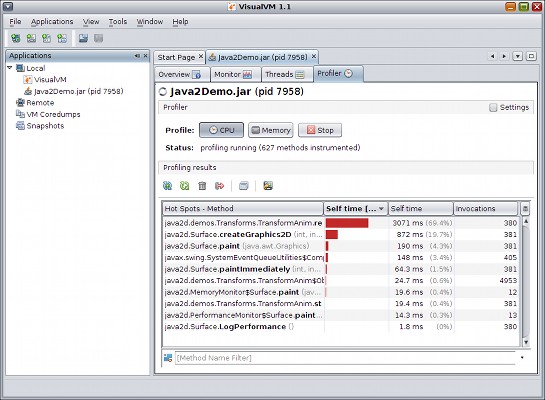 VisualVM 1.1
File Applications View Tools Window Help
Applications
Local
VisualVM
Java2Demo.jar (pid 7958)
Remote
VM Coredumps
Snapshots
Start Page Java2Demo.jar (pid 7958)
Overview Monitor Threads Profiler
Java2Demo.jar (pid 7958)
Profiler Settings
Profile: CPU Memory Stop
Status: profiling running (627 methods instrumented)
Profiling results
Hot Spots - Method Self time [... Self time Invocations
java2d.demos.Transforms.TransformAnim.re 3071 ms (69.4%) 380
java2d.Surface.createGraphics2D (int, in... 872 ms (19.7%) 381
java2d.Surface.paint (java.awt.Graphics) 190 ms (4.3%) 381
javax.swing.SystemEventQueueUtilities$Com 148 ms (3.4%) 405
java2d.Surface.paintImmediately (int, in... 64.3 ms (1.5%) 381
java2d.demos.Transforms.TransformAnim$Ob 24.7 ms (0.6%) 4953
java2d.MemoryMonitor$Surface.paint (jav... 19.6 ms (0.4%) 12
java2d.demos.Transforms.TransformAnim.st 19.4 ms (0.4%) 381
java2d.PerformanceMonitor$Surface.paint... 14.3 ms (0.3%) 13
java2d.Surface.LogPerformance () 1.8 ms (0%) 380
[Method Name Filter]